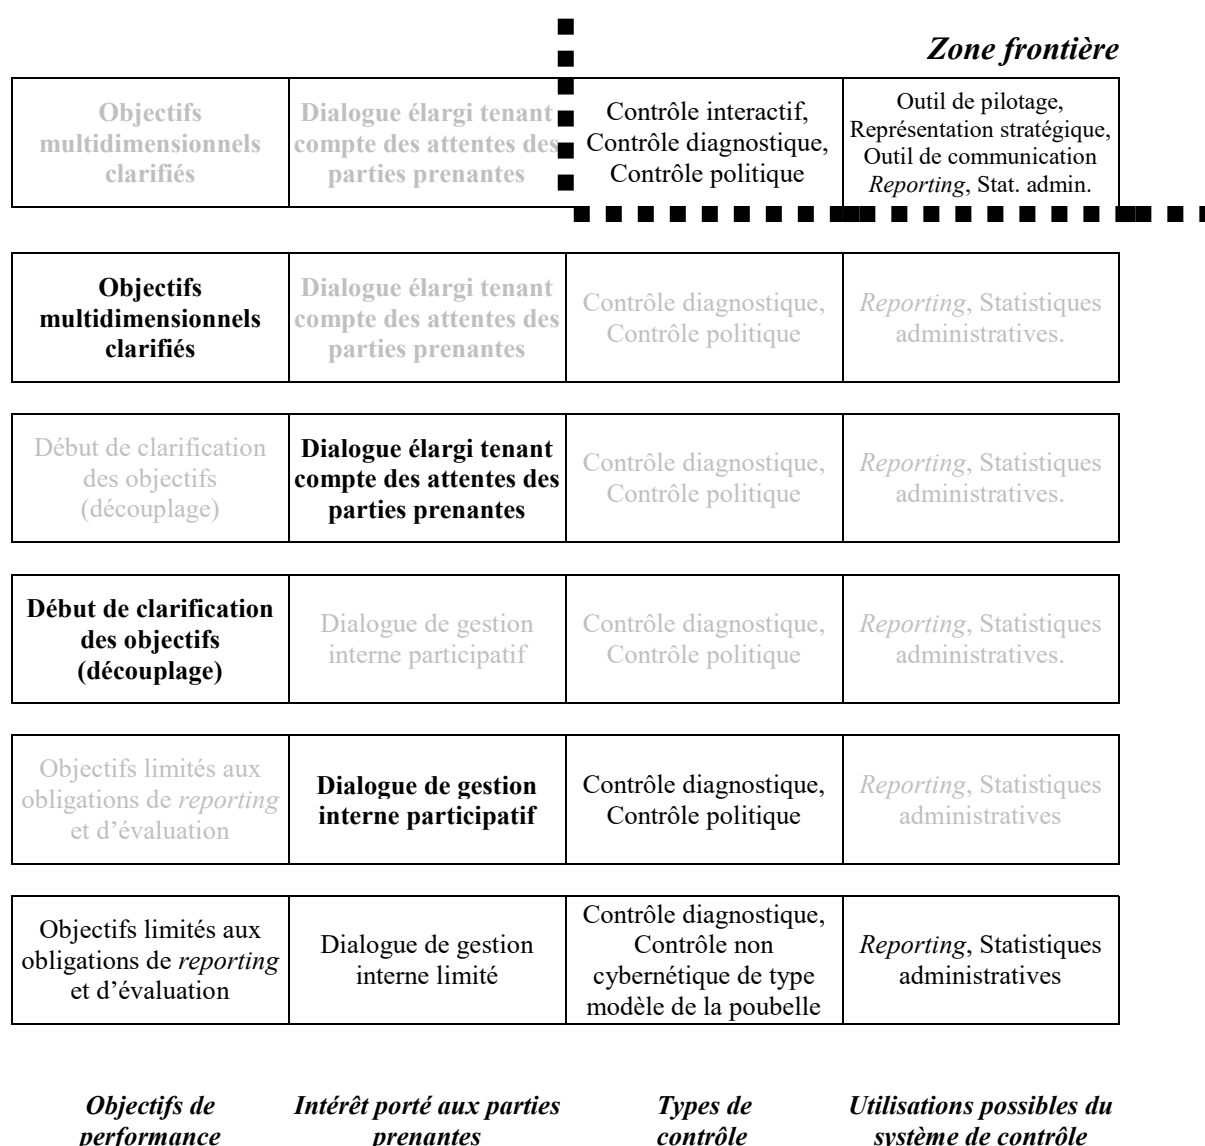 Zone frontière
Objectifs
multidimensionnels
clarifiés
Dialogue élargi tenant
compte des attentes des
parties prenantes
Contrôle interactif,
Contrôle diagnostique,
Contrôle politique
Outil de pilotage,
Représentation stratégique,
Outil de communication
Reporting, Stat. admin.
Objectifs
multidimensionnels
clarifiés
Dialogue élargi tenant
compte des attentes des
parties prenantes
Contrôle diagnostique,
Contrôle politique
Reporting, Statistiques
administratives.
Début de clarification
des objectifs
(découplage)
Dialogue élargi tenant
compte des attentes des
parties prenantes
Contrôle diagnostique,
Contrôle politique
Reporting, Statistiques
administratives.
Début de clarification
des objectifs
(découplage)
Dialogue de gestion
interne participatif
Contrôle diagnostique,
Contrôle politique
Reporting, Statistiques
administratives.
Objectifs limités aux
obligations de reporting
et d’évaluation
Dialogue de gestion
interne participatif
Contrôle diagnostique,
Contrôle politique
Reporting, Statistiques
administratives
Objectifs limités aux
obligations de reporting
et d’évaluation
Dialogue de gestion
interne limité
Contrôle diagnostique,
Contrôle non
cybernétique de type
modèle de la poubelle
Reporting, Statistiques
administratives
Objectifs de
performance
Intérêt porté aux parties
prenantes
Types de
contrôle
Utilisations possibles du
système de contrôle